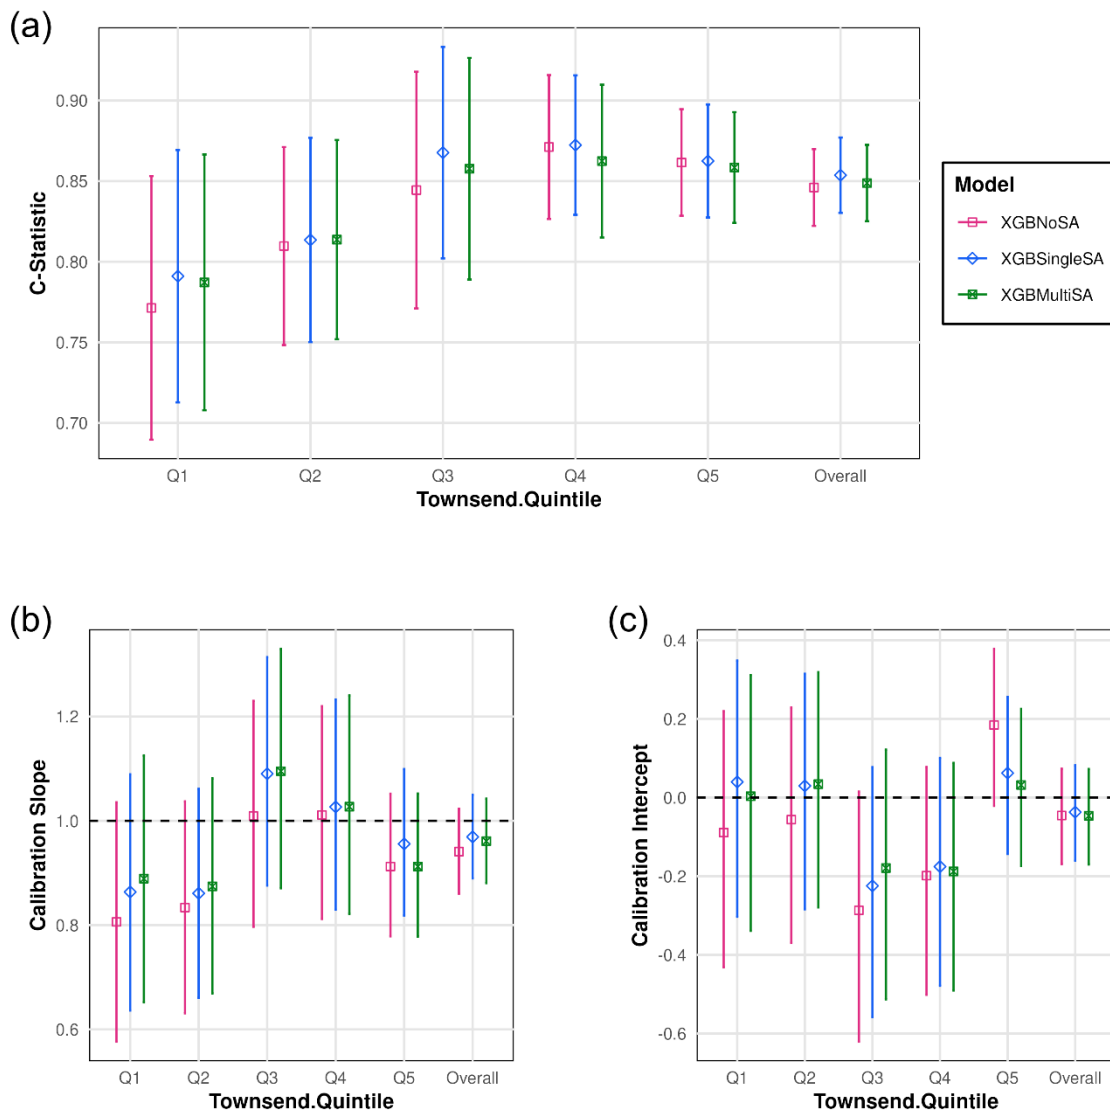 (a)
C-Statistic
0.90
0.85
0.80
0.75
0.70
Q1 Q2 Q3 Q4 Q5 Overall
Townsend.Quintile
Model
XGBNoSA
XGBSingleSA
XGBMultiSA
(b)
Calibration Slope
1.2
1.0
0.8
0.6
Q1 Q2 Q3 Q4 Q5 Overall
Townsend.Quintile
(c)
Calibration Intercept
0.4
0.2
0.0
-0.2
-0.4
-0.6
Q1 Q2 Q3 Q4 Q5 Overall
Townsend.Quintile